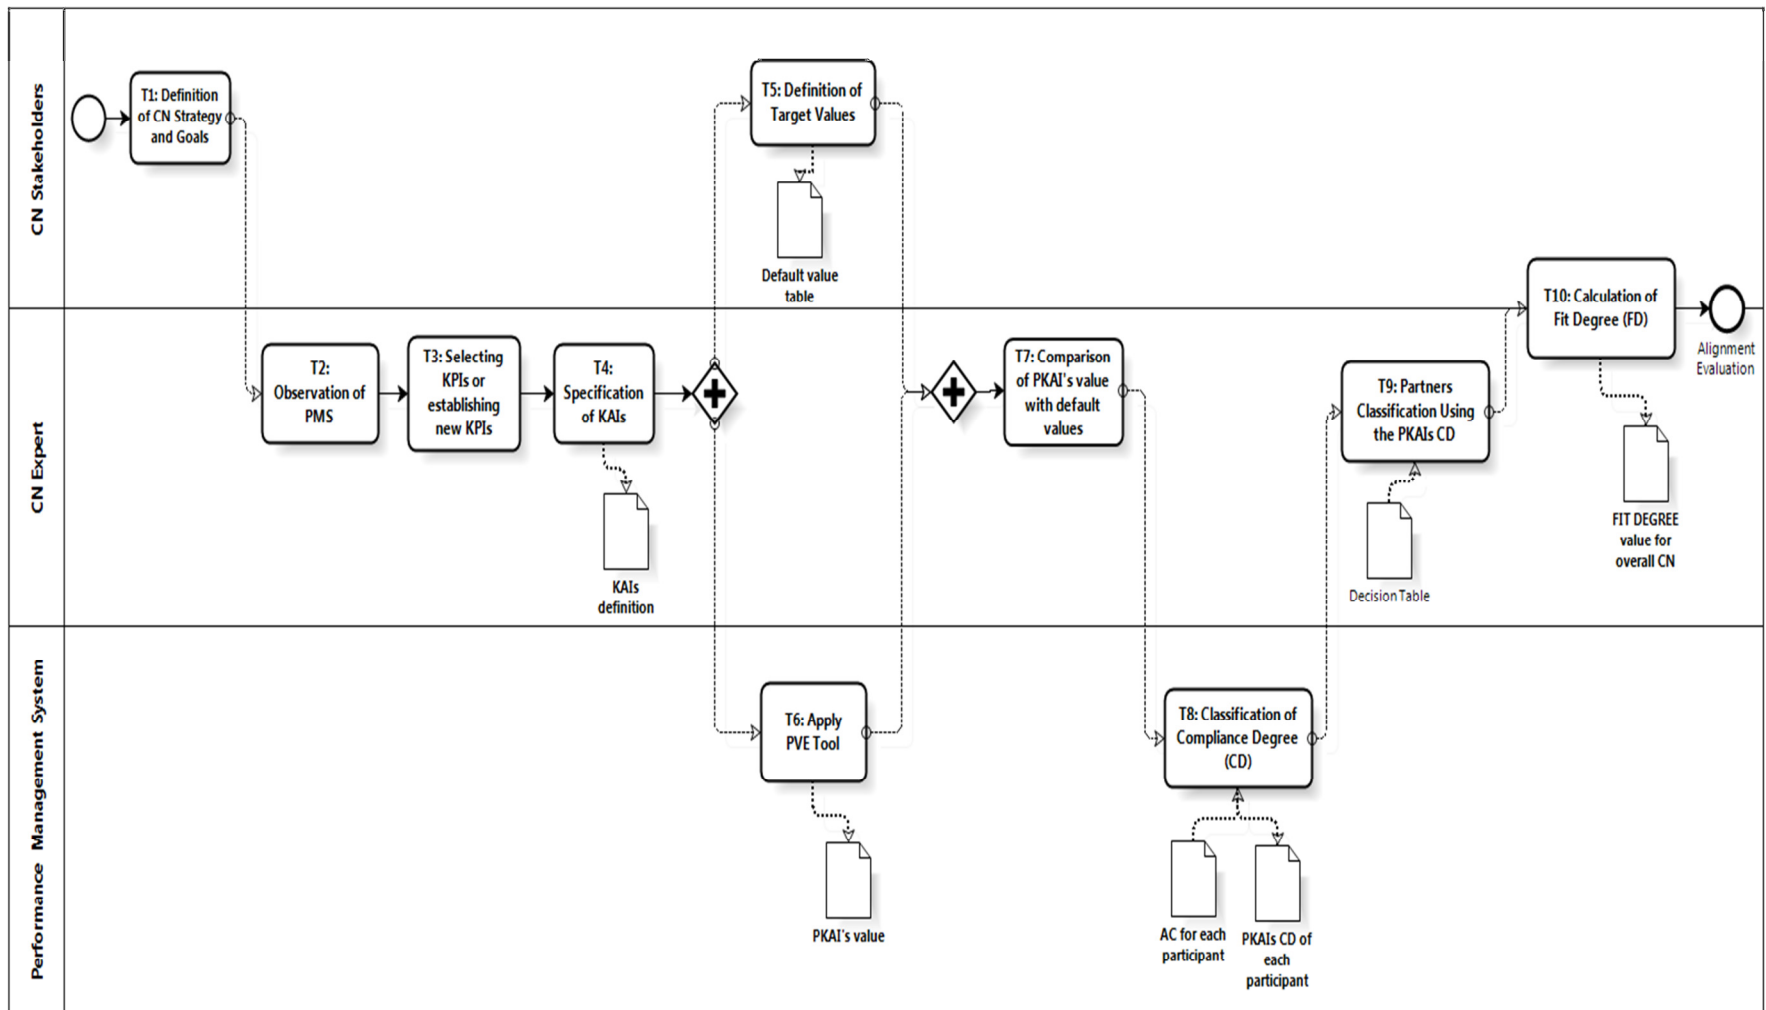 CN Stakeholders
T1: Definition
of CN Strategy
and Goals
T5: Definition of
Target Values
Default value
table
T10: Calculation of
Fit Degree (FD)
Alignment
Evaluation
FIT DEGREE
value for
overall CN
CN Expert
T2:
Observation of
PMS
T3: Selecting
KPIs or
establishing
new KPIs
T4:
Specification
of KAIs
KAIs
definition
T7: Comparison
of PKAI's value
with default
values
T9: Partners
Classification Using
the PKAIs CD
Decision Table
Performance Management System
T6: Apply
PVE Tool
PKAI's value
T8: Classification of
Compliance Degree
(CD)
AC for each
participant
PKAIs CD of
each
participant